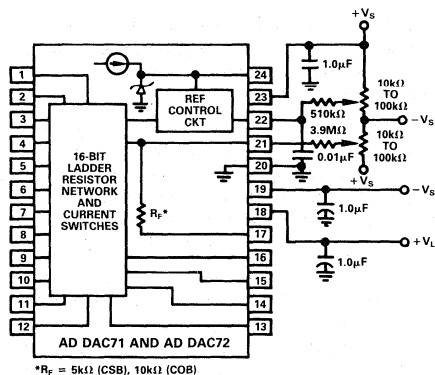 +VS
1.0µF
1
2
3
4
5
6
7
8
9
10
11
12
24
23
22
21
20
19
18
17
16
15
14
13
REF
CONTROL
CKT
16-BIT
LADDER
RESISTOR
NETWORK
AND
CURRENT
SWITCHES
RF*
10kΩ
TO
100kΩ
510kΩ
−VS
3.9MΩ
10kΩ
TO
100kΩ
0.01µF
+VS
−VS
1.0µF
+VL
1.0µF
AD DAC71 AND AD DAC72
*RF = 5kΩ (CSB), 10kΩ (COB)